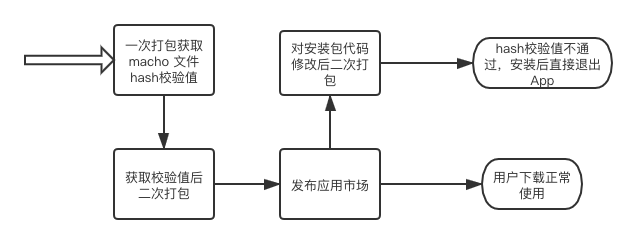 一次打包获取
macho 文件
hash校验值
对安装包代码
修改后二次打
包
hash校验值不通
过，安装后直接退出
App
获取校验值后
二次打包
发布应用市场
用户下载正常
使用